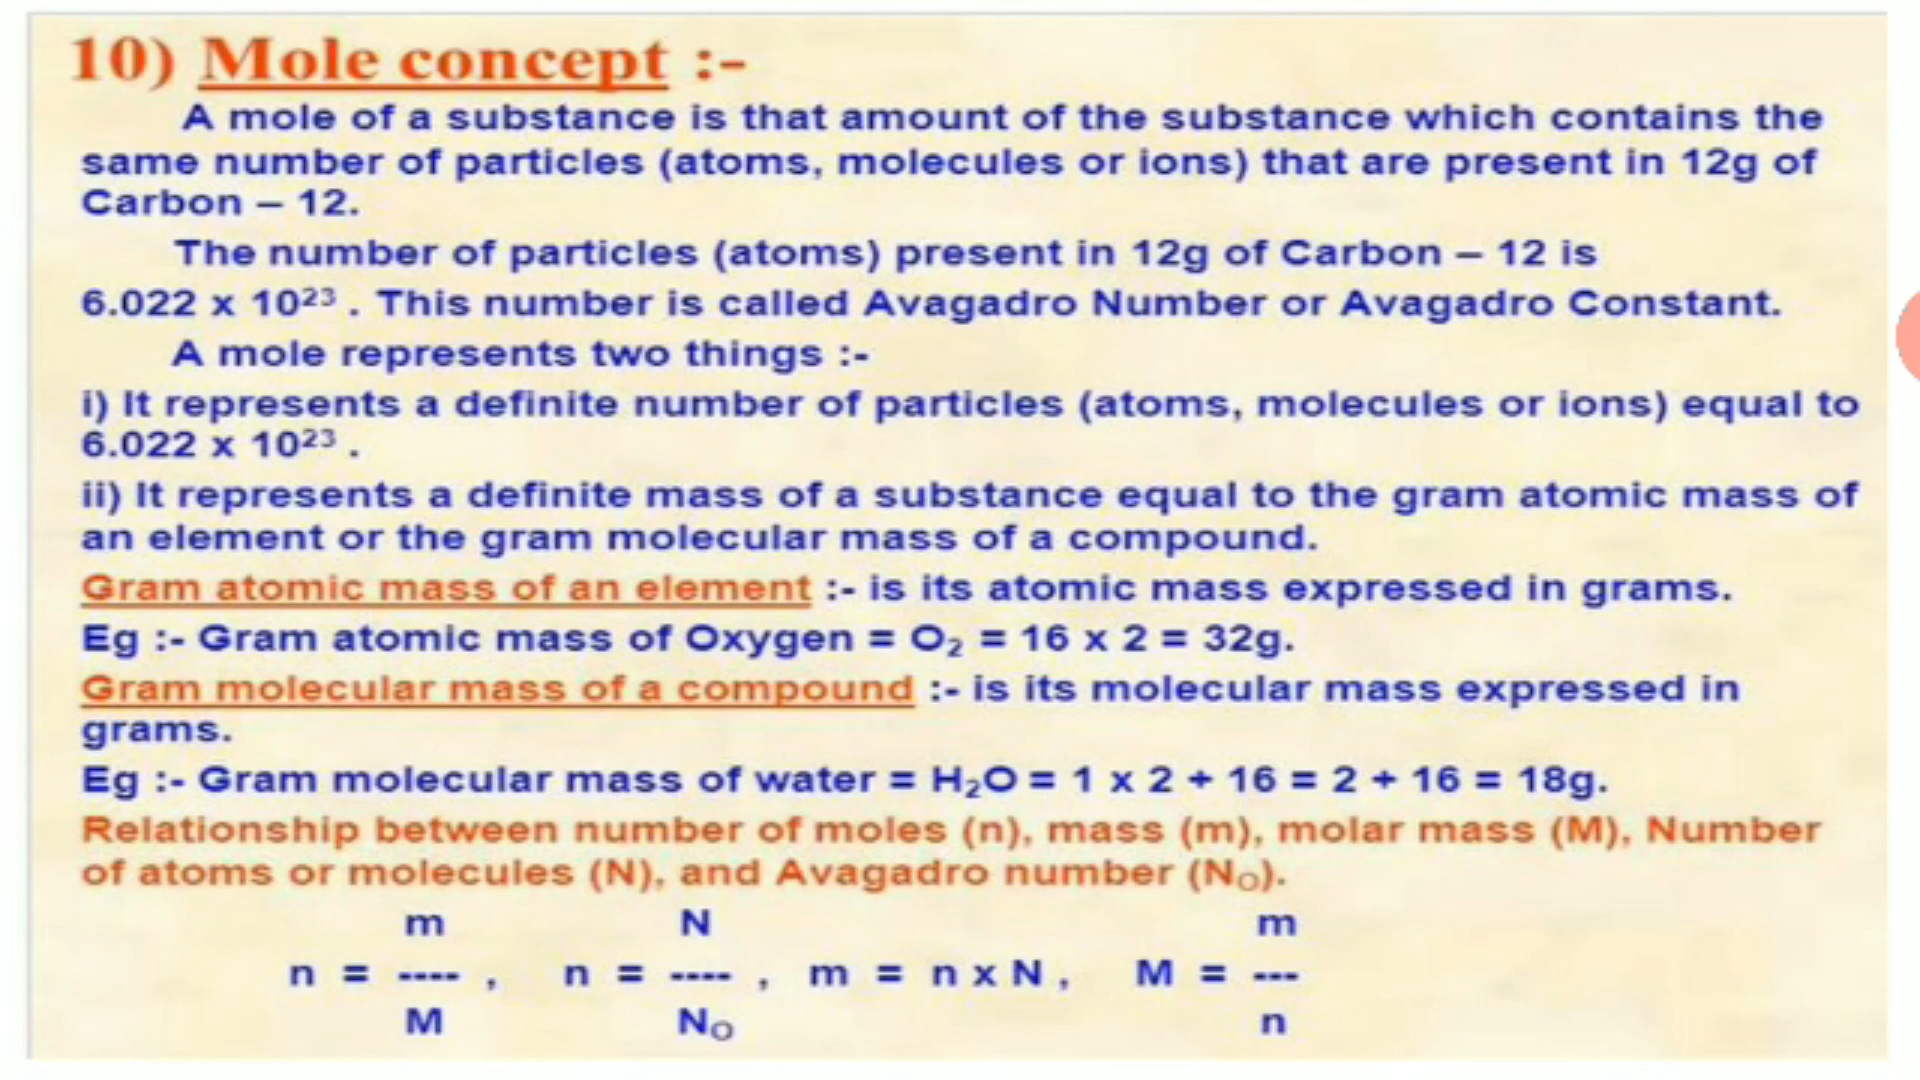 10) Mole concept :-
A mole of a substance is that amount of the substance which contains the
same number of particles (atoms, molecules or ions) that are present in 12g of
Carbon – 12.
The number of particles (atoms) present in 12g of Carbon – 12 is
6.022 x 10²³ . This number is called Avagadro Number or Avagadro Constant.
A mole represents two things :-
i) It represents a definite number of particles (atoms, molecules or ions) equal to
6.022 x 10²³ .
ii) It represents a definite mass of a substance equal to the gram atomic mass of
an element or the gram molecular mass of a compound.
Gram atomic mass of an element :- is its atomic mass expressed in grams.
Eg :- Gram atomic mass of Oxygen = O₂ = 16 x 2 = 32g.
Gram molecular mass of a compound :- is its molecular mass expressed in
grams.
Eg :- Gram molecular mass of water = H₂O = 1 x 2 + 16 = 2 + 16 = 18g.
Relationship between number of moles (n), mass (m), molar mass (M), Number
of atoms or molecules (N), and Avagadro number (N_O).
m N m
n = ---- , n = ---- , m = n x N , M = ---
M N_O n